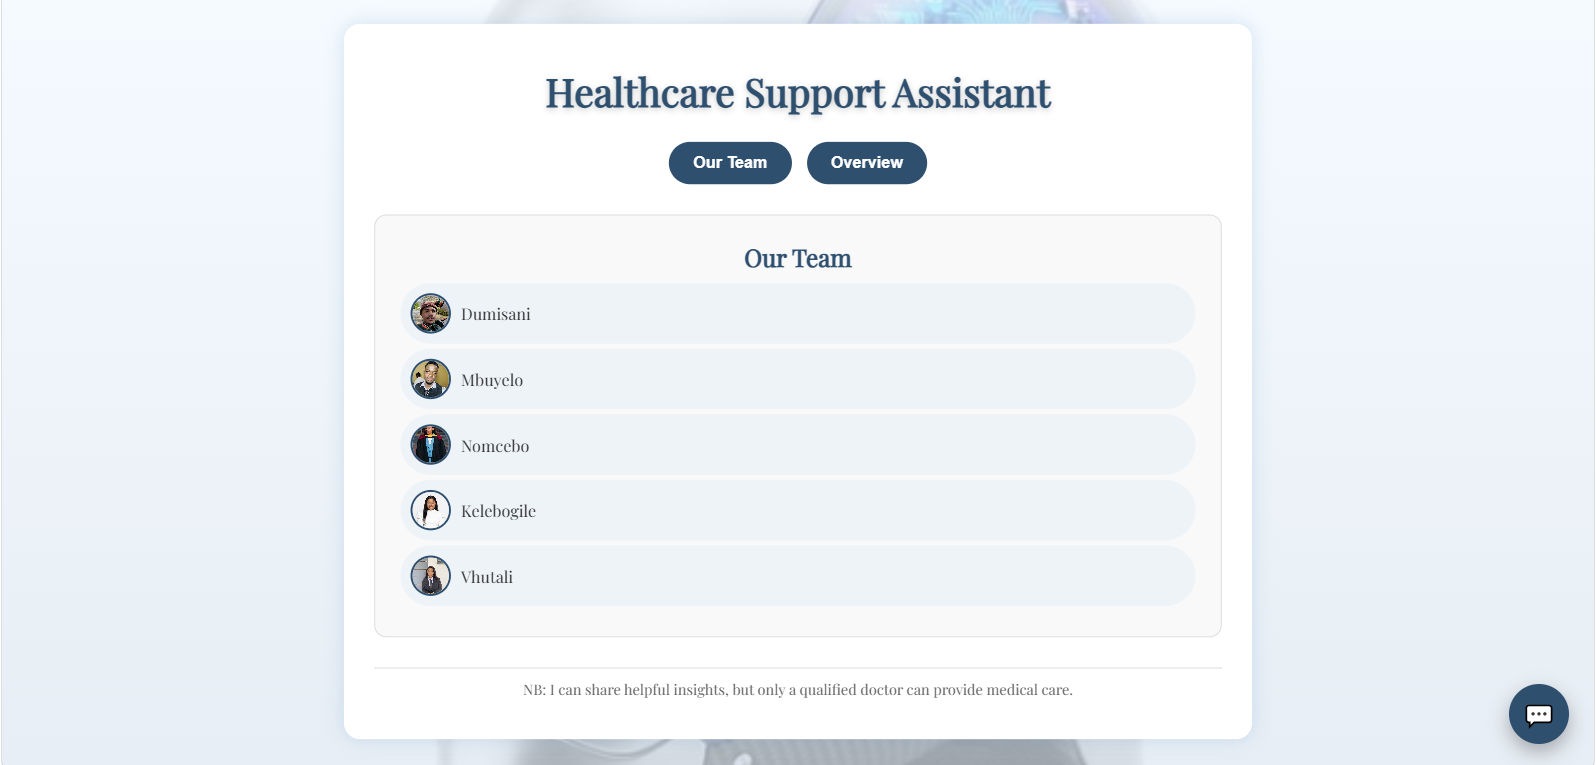 Healthcare Support Assistant
Our Team
Overview
Our Team
Dumisani
Mbuyelo
Nomcebo
Kelebogile
Vhutali
NB: I can share helpful insights, but only a qualified doctor can provide medical care.